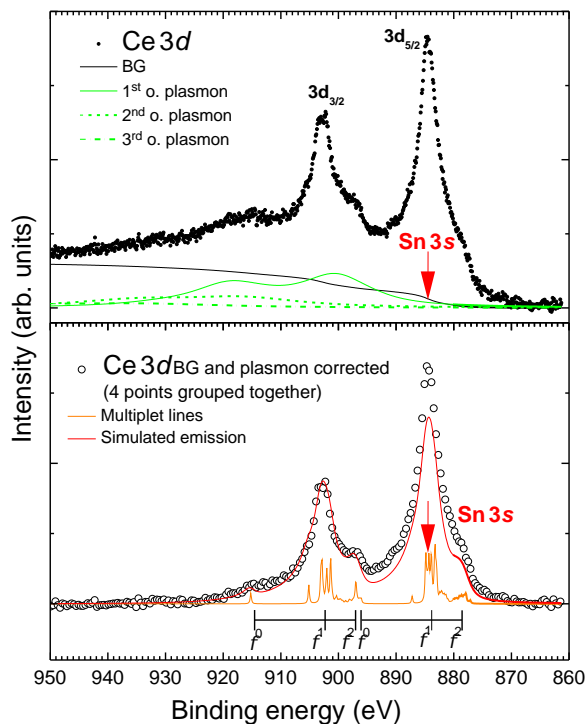 Ce 3d
BG
1st o. plasmon
2nd o. plasmon
3rd o. plasmon
3d3/2
3d5/2
Sn 3s
Intensity (arb. units)
Ce 3d BG and plasmon corrected
(4 points grouped together)
Multiplet lines
Simulated emission
Sn 3s
f0 f1 f2 f0 f1 f2
950 940 930 920 910 900 890 880 870 860
Binding energy (eV)